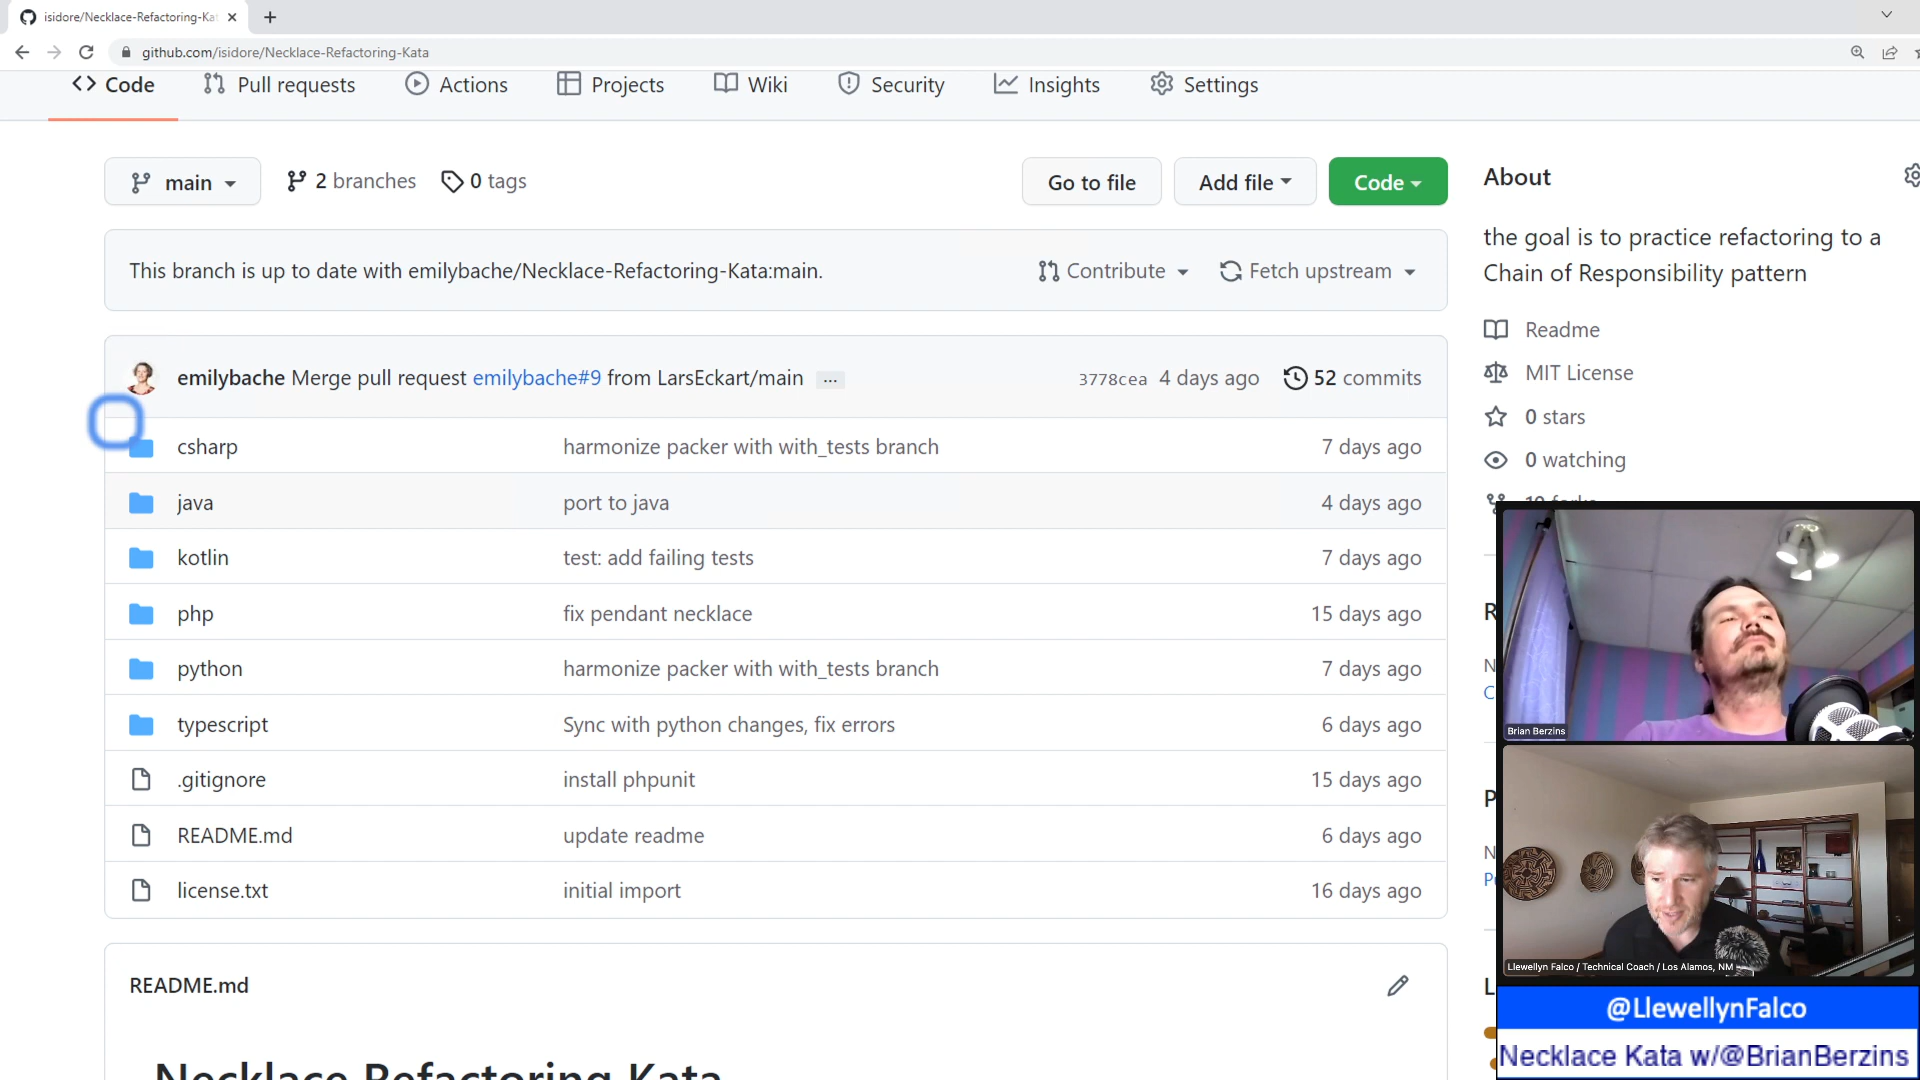 isidore/Necklace-Refactoring-Kat
github.com/isidore/Necklace-Refactoring-Kata
Code
Pull requests
Actions
Projects
Wiki
Security
Insights
Settings
main
2 branches
0 tags
Go to file
Add file
Code
This branch is up to date with emilybache/Necklace-Refactoring-Kata:main.
Contribute
Fetch upstream
emilybache Merge pull request emilybache#9 from LarsEckart/main ...
3778cea 4 days ago
52 commits
csharp harmonize packer with with_tests branch 7 days ago
java port to java 4 days ago
kotlin test: add failing tests 7 days ago
php fix pendant necklace 15 days ago
python harmonize packer with with_tests branch 7 days ago
typescript Sync with python changes, fix errors 6 days ago
.gitignore install phpunit 15 days ago
README.md update readme 6 days ago
license.txt initial import 16 days ago
README.md
Necklace Refactoring Kata
About
the goal is to practice refactoring to a
Chain of Responsibility pattern
Readme
MIT License
0 stars
0 watching
Brian Berzins
Llewellyn Falco / Technical Coach / Los Alamos, NM
@LlewellynFalco
Necklace Kata w/@BrianBerzins